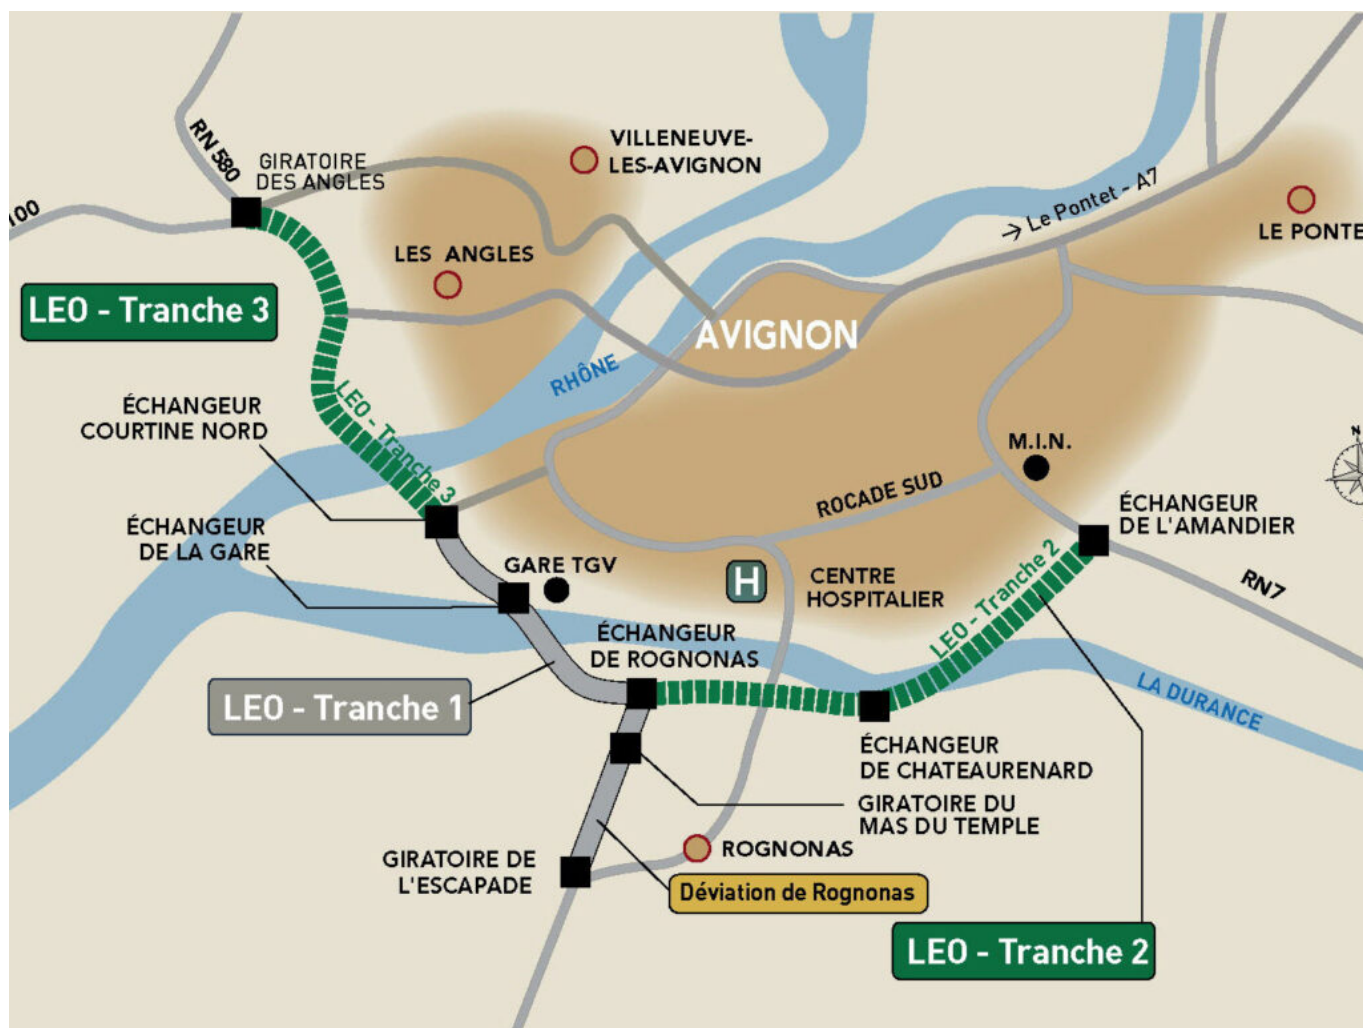 RN 580
GIRATOIRE
DES ANGLES
100
VILLENEUVE-
LES-AVIGNON
→ Le Pontet - A7
LE PONTE
LES ANGLES
LEO - Tranche 3
AVIGNON
RHÔNE
LEO - Tranche 3
ÉCHANGEUR
COURTINE NORD
M.I.N.
N
ROCADE SUD
ÉCHANGEUR
DE L'AMANDIER
ÉCHANGEUR
DE LA GARE
GARE TGV
H
CENTRE
HOSPITALIER
LEO - Tranche 2
RN7
ÉCHANGEUR
DE ROGNONAS
LEO - Tranche 1
LA DURANCE
ÉCHANGEUR
DE CHATEAURENARD
GIRATOIRE DU
MAS DU TEMPLE
GIRATOIRE DE
L'ESCAPADE
ROGNONAS
Déviation de Rognonas
LEO - Tranche 2